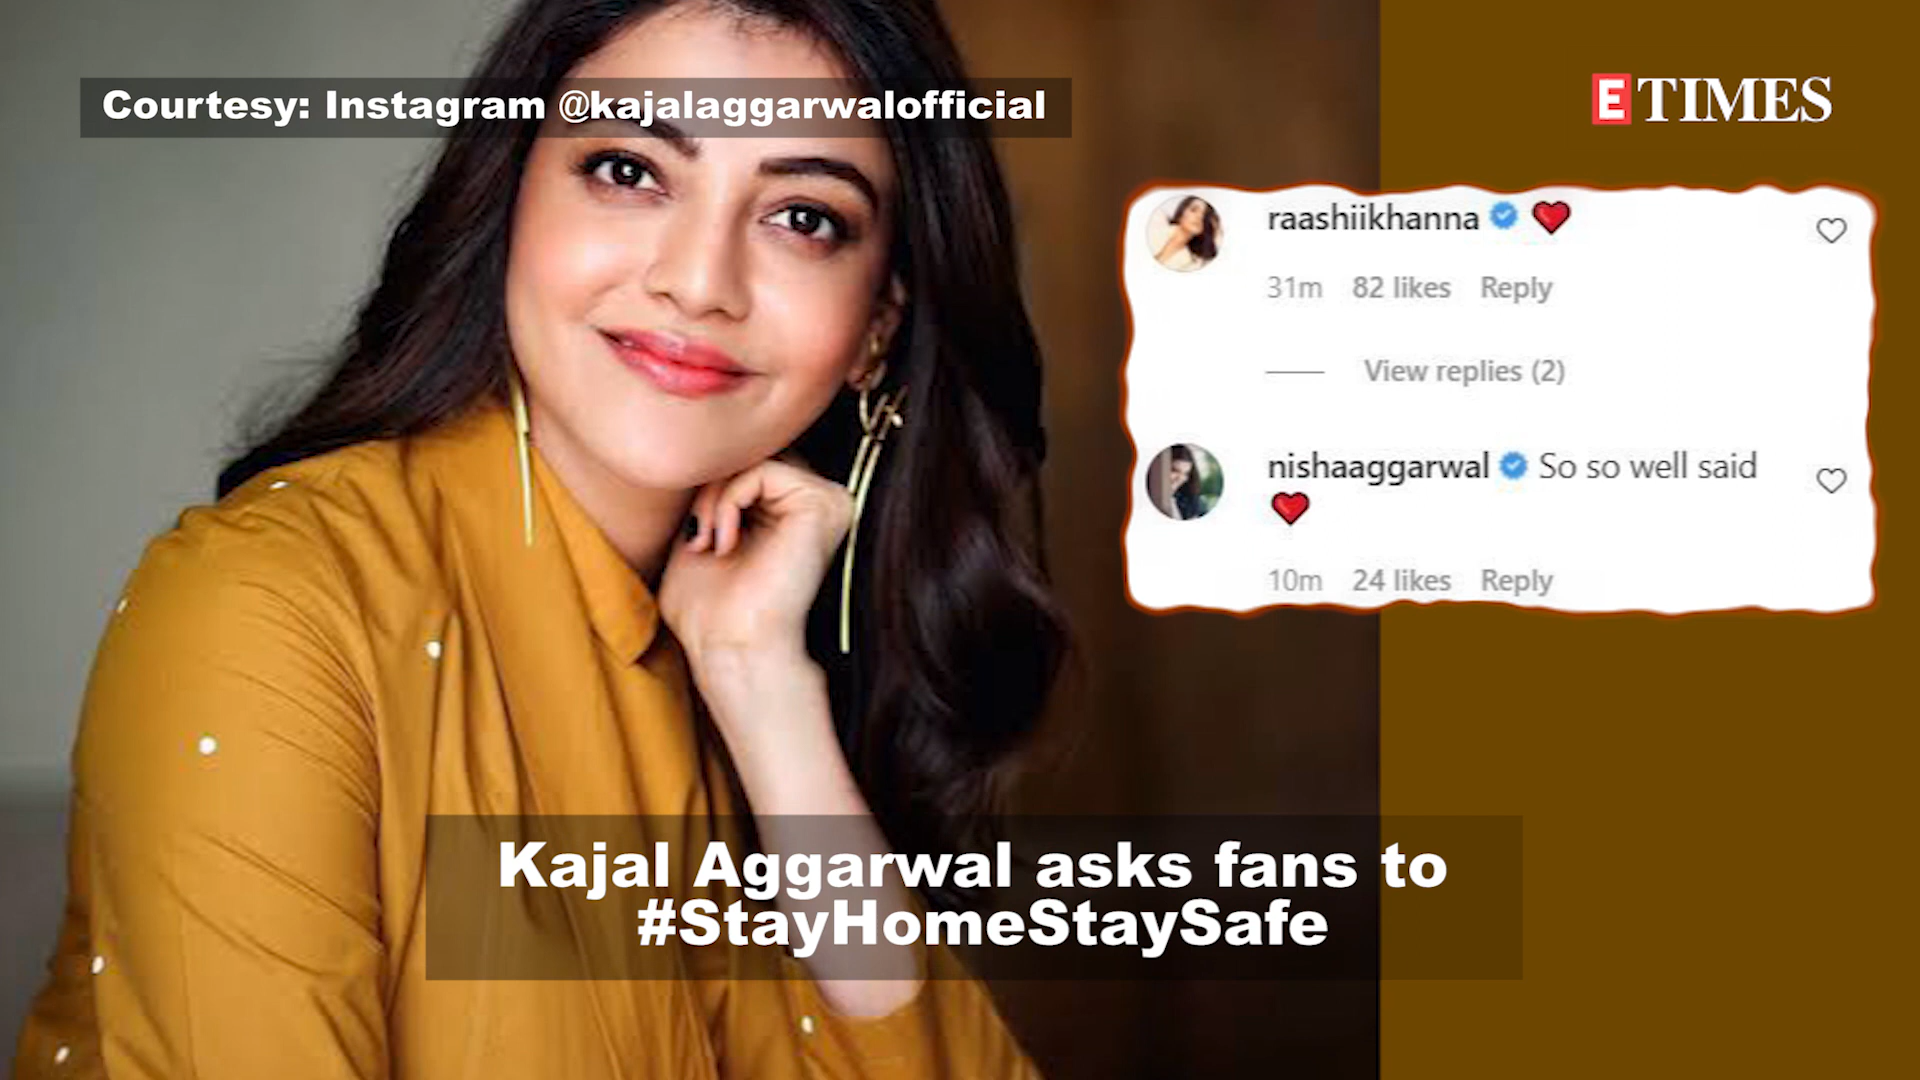 Courtesy: Instagram @kajalaggarwalofficial
ETIMES
raashiikhanna ❤️
31m 82 likes Reply
View replies (2)
nishaaggarwal So so well said
❤️
10m 24 likes Reply
Kajal Aggarwal asks fans to
#StayHomeStaySafe